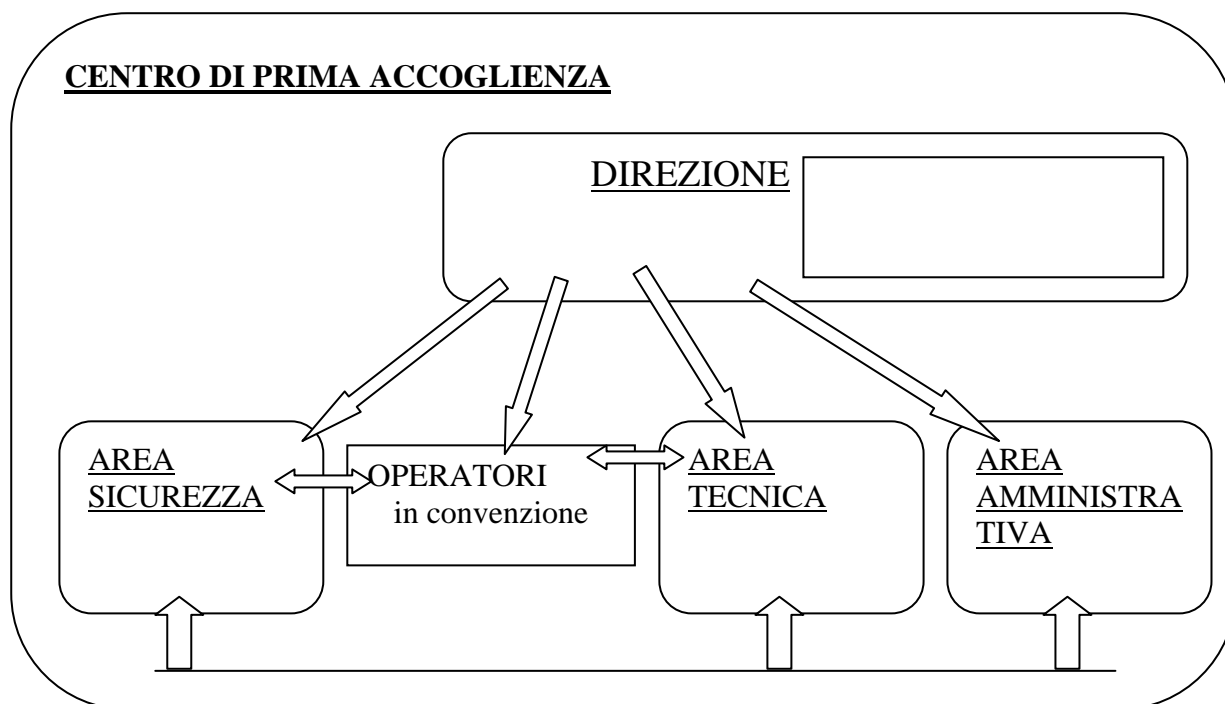 CENTRO DI PRIMA ACCOGLIENZA
DIREZIONE
AREA
SICUREZZA
OPERATORI
in convenzione
AREA
TECNICA
AREA
AMMINISTRA
TIVA